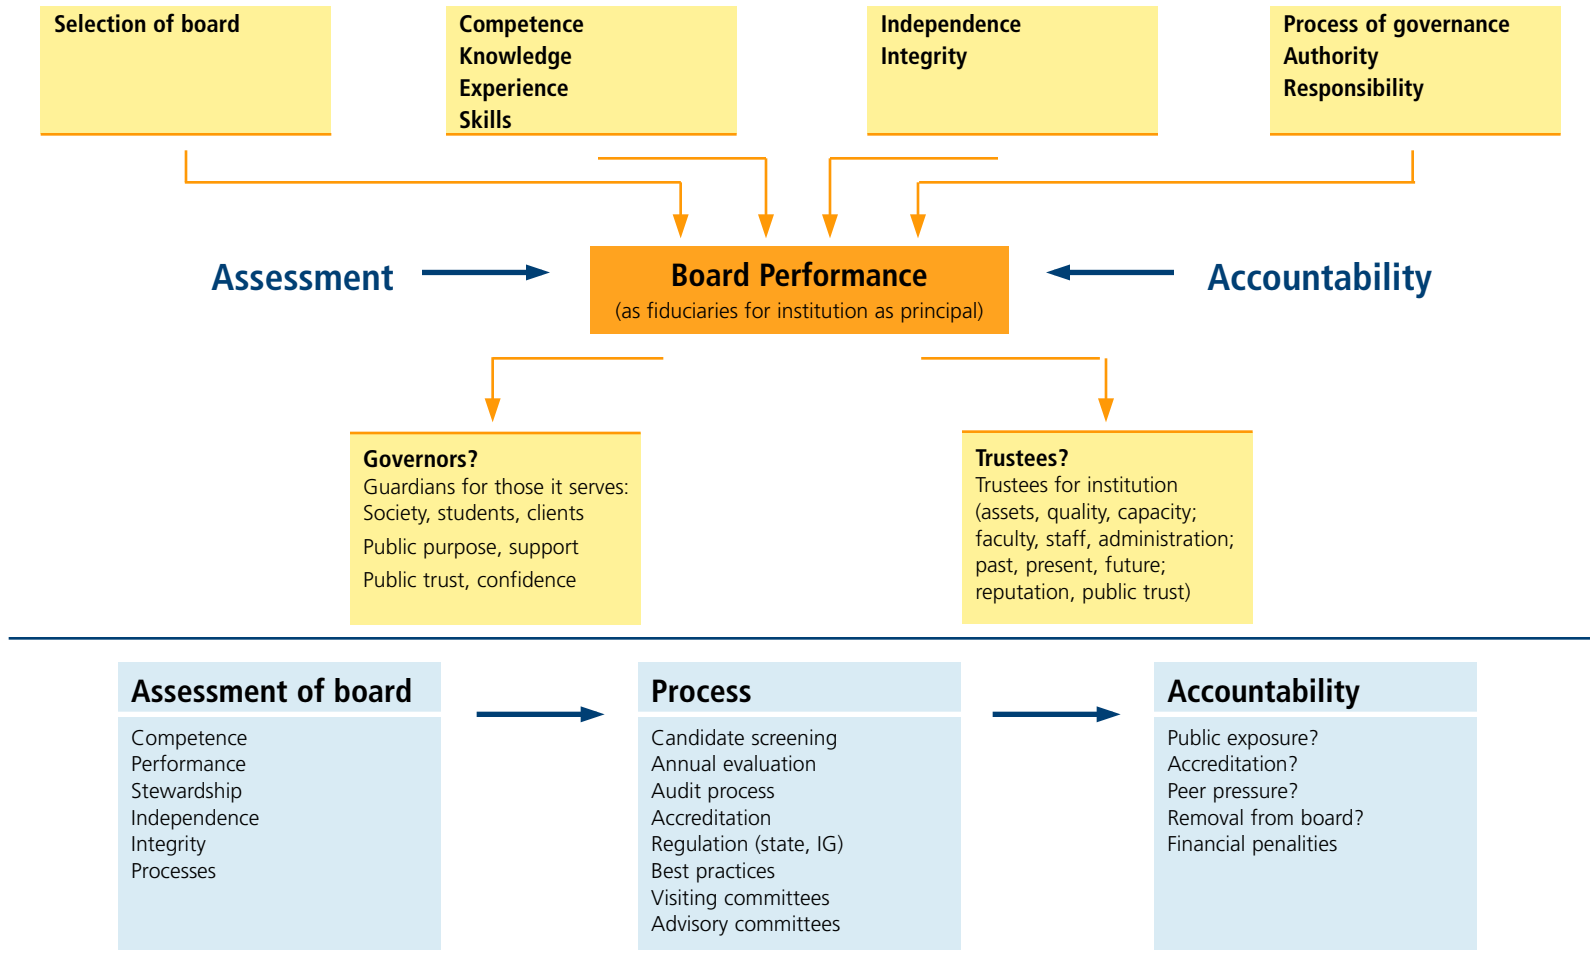 Selection of board
Competence
Knowledge
Experience
Skills
Independence
Integrity
Process of governance
Authority
Responsibility
Assessment
Board Performance
(as fiduciaries for institution as principal)
Accountability
Governors?
Guardians for those it serves:
Society, students, clients
Public purpose, support
Public trust, confidence
Trustees?
Trustees for institution
(assets, quality, capacity;
faculty, staff, administration;
past, present, future;
reputation, public trust)
Assessment of board
Competence
Performance
Stewardship
Independence
Integrity
Processes
Process
Candidate screening
Annual evaluation
Audit process
Accreditation
Regulation (state, IG)
Best practices
Visiting committees
Advisory committees
Accountability
Public exposure?
Accreditation?
Peer pressure?
Removal from board?
Financial penalities